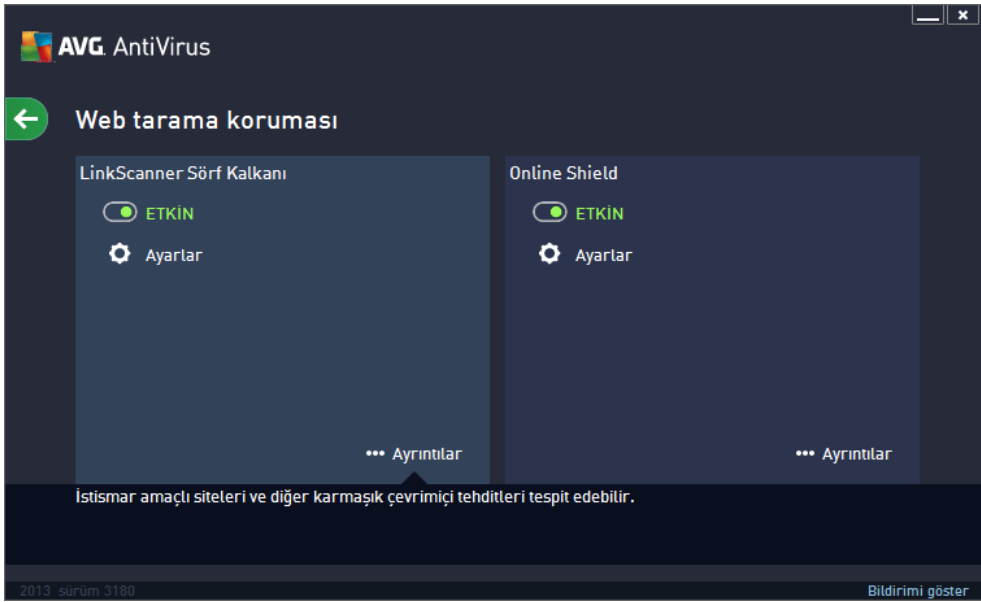 AVG. AntiVirus
Web tarama koruması
LinkScanner Sörf Kalkanı
ETKİN
Ayarlar
••• Ayrıntılar
Online Shield
ETKİN
Ayarlar
••• Ayrıntılar
İstismar amaçlı siteleri ve diğer karmaşık çevrimiçi tehditleri tespit edebilir.
2013 sürüm 3180
Bildirimi göster